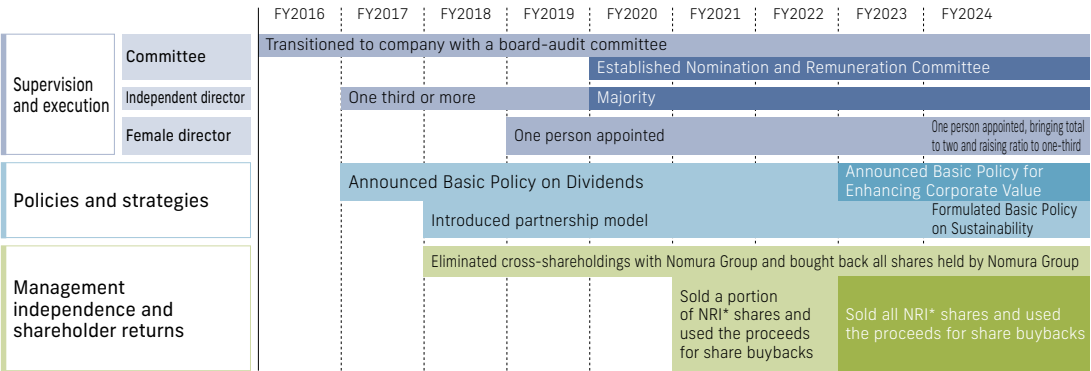 FY2016 FY2017 FY2018 FY2019 FY2020 FY2021 FY2022 FY2023 FY2024
Supervision
and execution
Committee
Transitioned to company with a board-audit committee
Established Nomination and Remuneration Committee
Independent director
One third or more
Majority
Female director
One person appointed
One person appointed, bringing total
to two and raising ratio to one-third
Policies and strategies
Announced Basic Policy on Dividends
Announced Basic Policy for
Enhancing Corporate Value
Introduced partnership model
Formulated Basic Policy
on Sustainability
Management
independence and
shareholder returns
Eliminated cross-shareholdings with Nomura Group and bought back all shares held by Nomura Group
Sold a portion
of NRI* shares and
used the proceeds
for share buybacks
Sold all NRI* shares and used
the proceeds for share buybacks